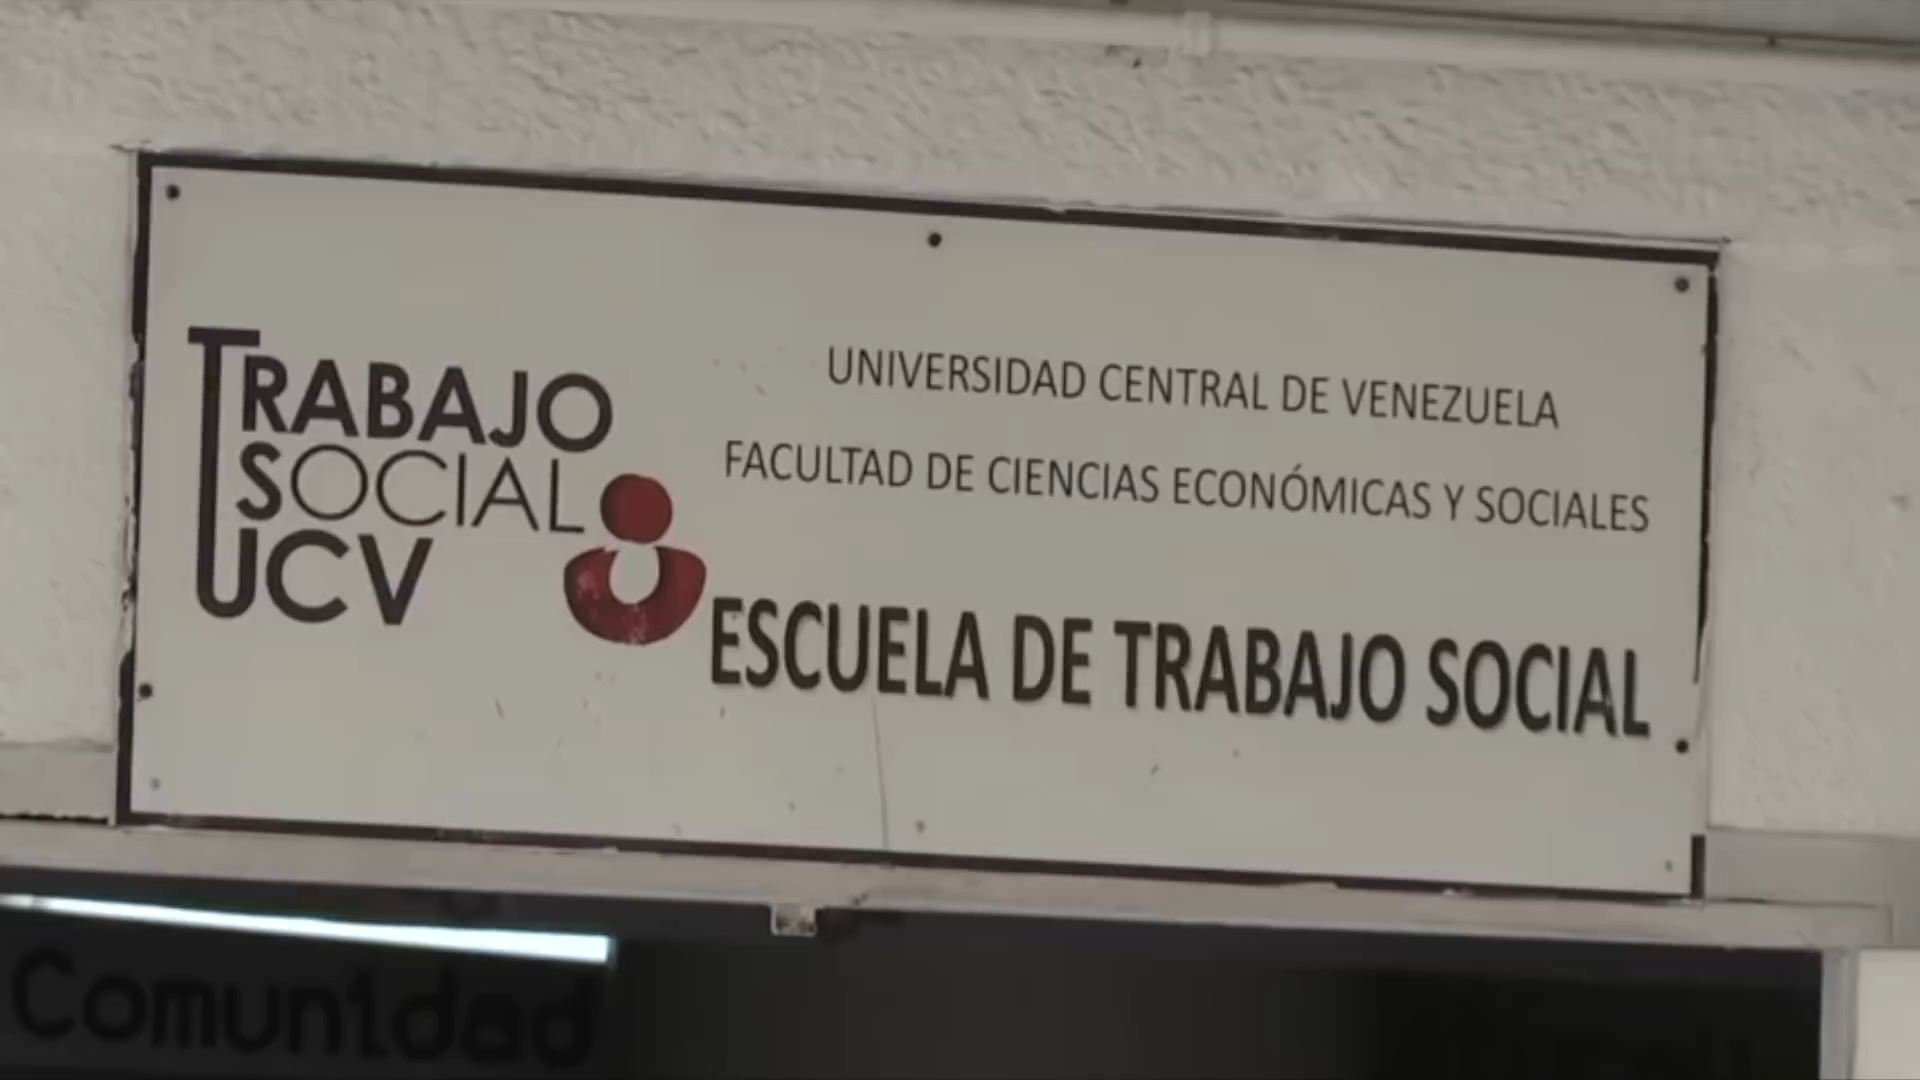 TRABAJO
SOCIAL
UCV
UNIVERSIDAD CENTRAL DE VENEZUELA
FACULTAD DE CIENCIAS ECONÓMICAS Y SOCIALES
ESCUELA DE TRABAJO SOCIAL
Comunidad